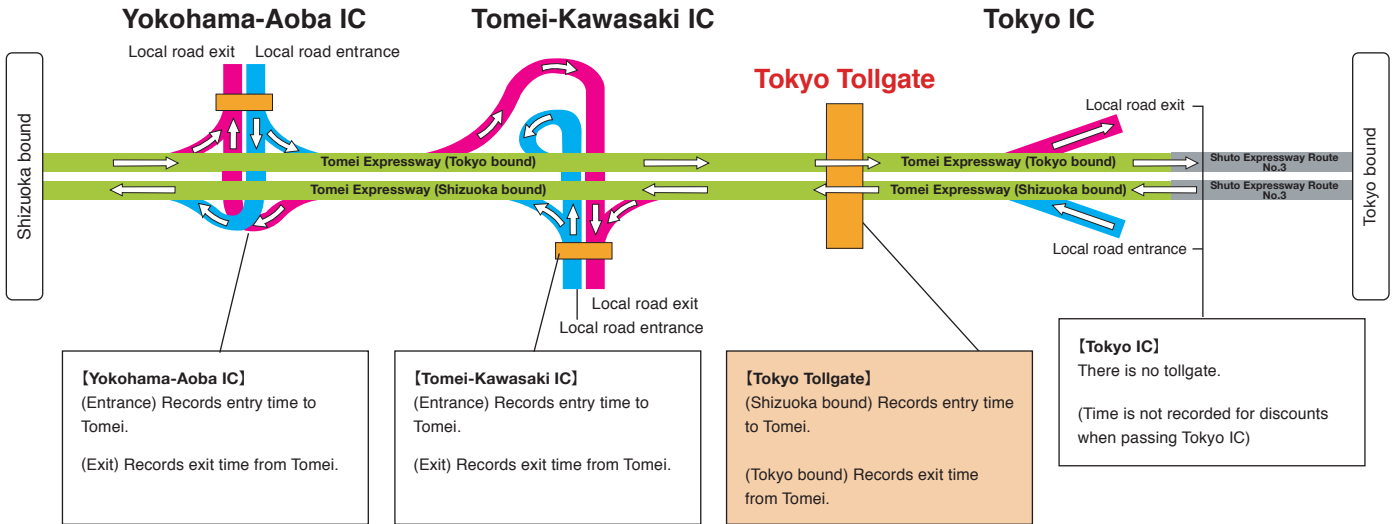 Yokohama-Aoba IC
Tomei-Kawasaki IC
Tokyo IC
Local road exit
Local road entrance
Tokyo Tollgate
Local road exit
Shizuoka bound
Tomei Expressway (Tokyo bound)
Tomei Expressway (Tokyo bound)
Shuto Expressway Route
No.3
Tomei Expressway (Shizuoka bound)
Tomei Expressway (Shizuoka bound)
Shuto Expressway Route
No.3
Tokyo bound
Local road entrance
Local road exit
Local road entrance
【Yokohama-Aoba IC】
(Entrance) Records entry time to
Tomei.
(Exit) Records exit time from Tomei.
【Tomei-Kawasaki IC】
(Entrance) Records entry time to
Tomei.
(Exit) Records exit time from Tomei.
【Tokyo Tollgate】
(Shizuoka bound) Records entry time
to Tomei.
(Tokyo bound) Records exit time
from Tomei.
【Tokyo IC】
There is no tollgate.
(Time is not recorded for discounts
when passing Tokyo IC)